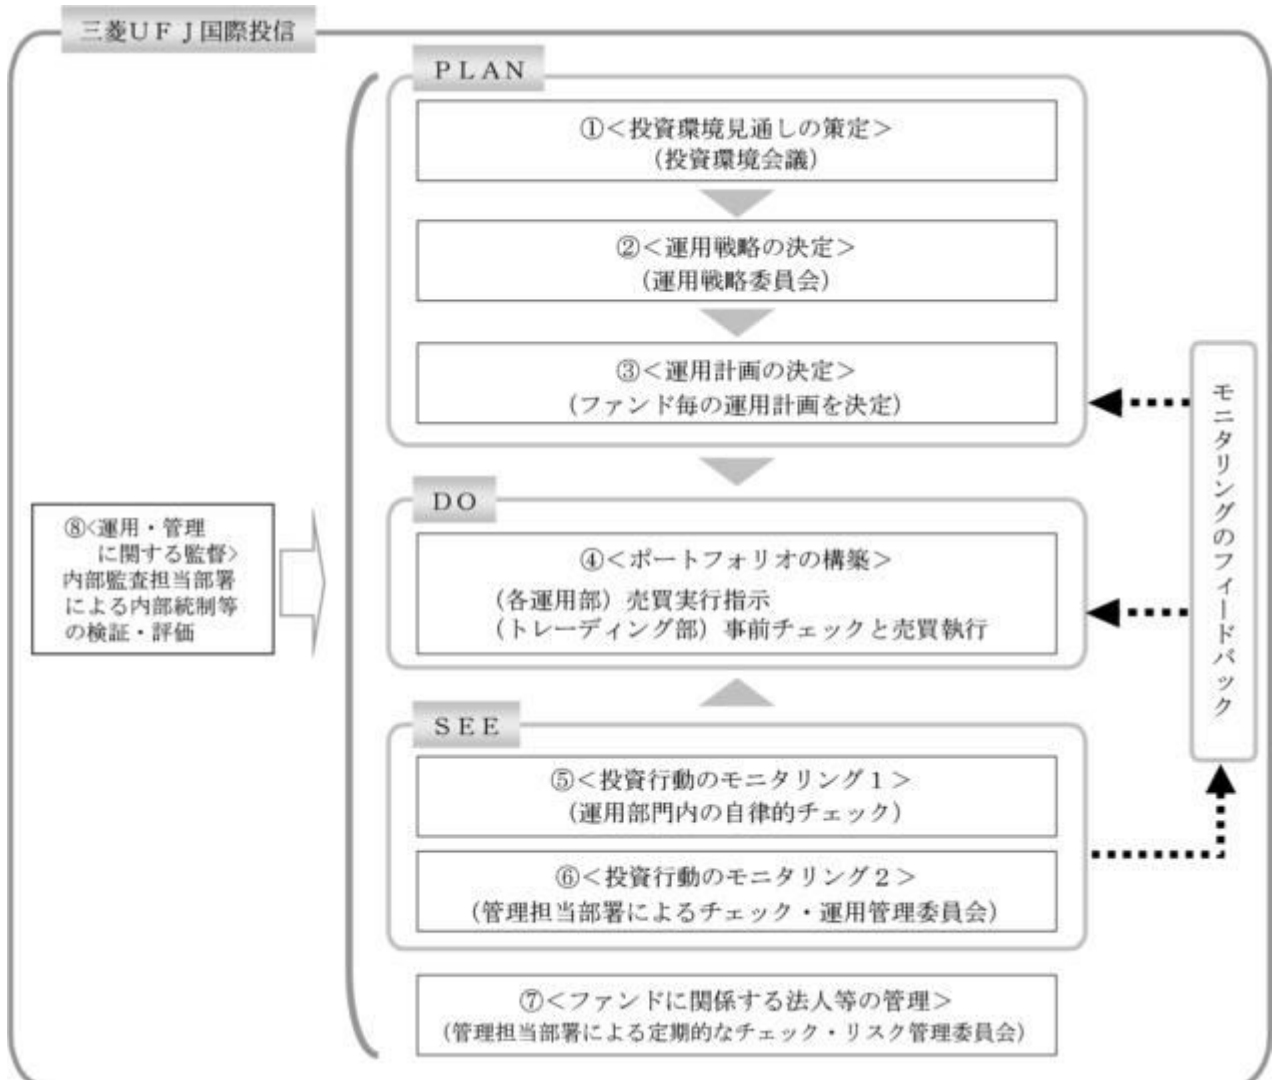 三菱ＵＦＪ国際投信
ＰＬＡＮ
①＜投資環境見通しの策定＞
（投資環境会議）
②＜運用戦略の決定＞
（運用戦略委員会）
③＜運用計画の決定＞
（ファンド毎の運用計画を決定）
ＤＯ
④＜ポートフォリオの構築＞
（各運用部）売買実行指示
（トレーディング部）事前チェックと売買執行
ＳＥＥ
⑤＜投資行動のモニタリング１＞
（運用部門内の自律的チェック）
⑥＜投資行動のモニタリング２＞
（管理担当部署によるチェック・運用管理委員会）
⑦＜ファンドに関係する法人等の管理＞
（管理担当部署による定期的なチェック・リスク管理委員会）
⑧<運用・管理
に関する監督>
内部監査担当部署
による内部統制等
の検証・評価
モニタリングのフィードバック